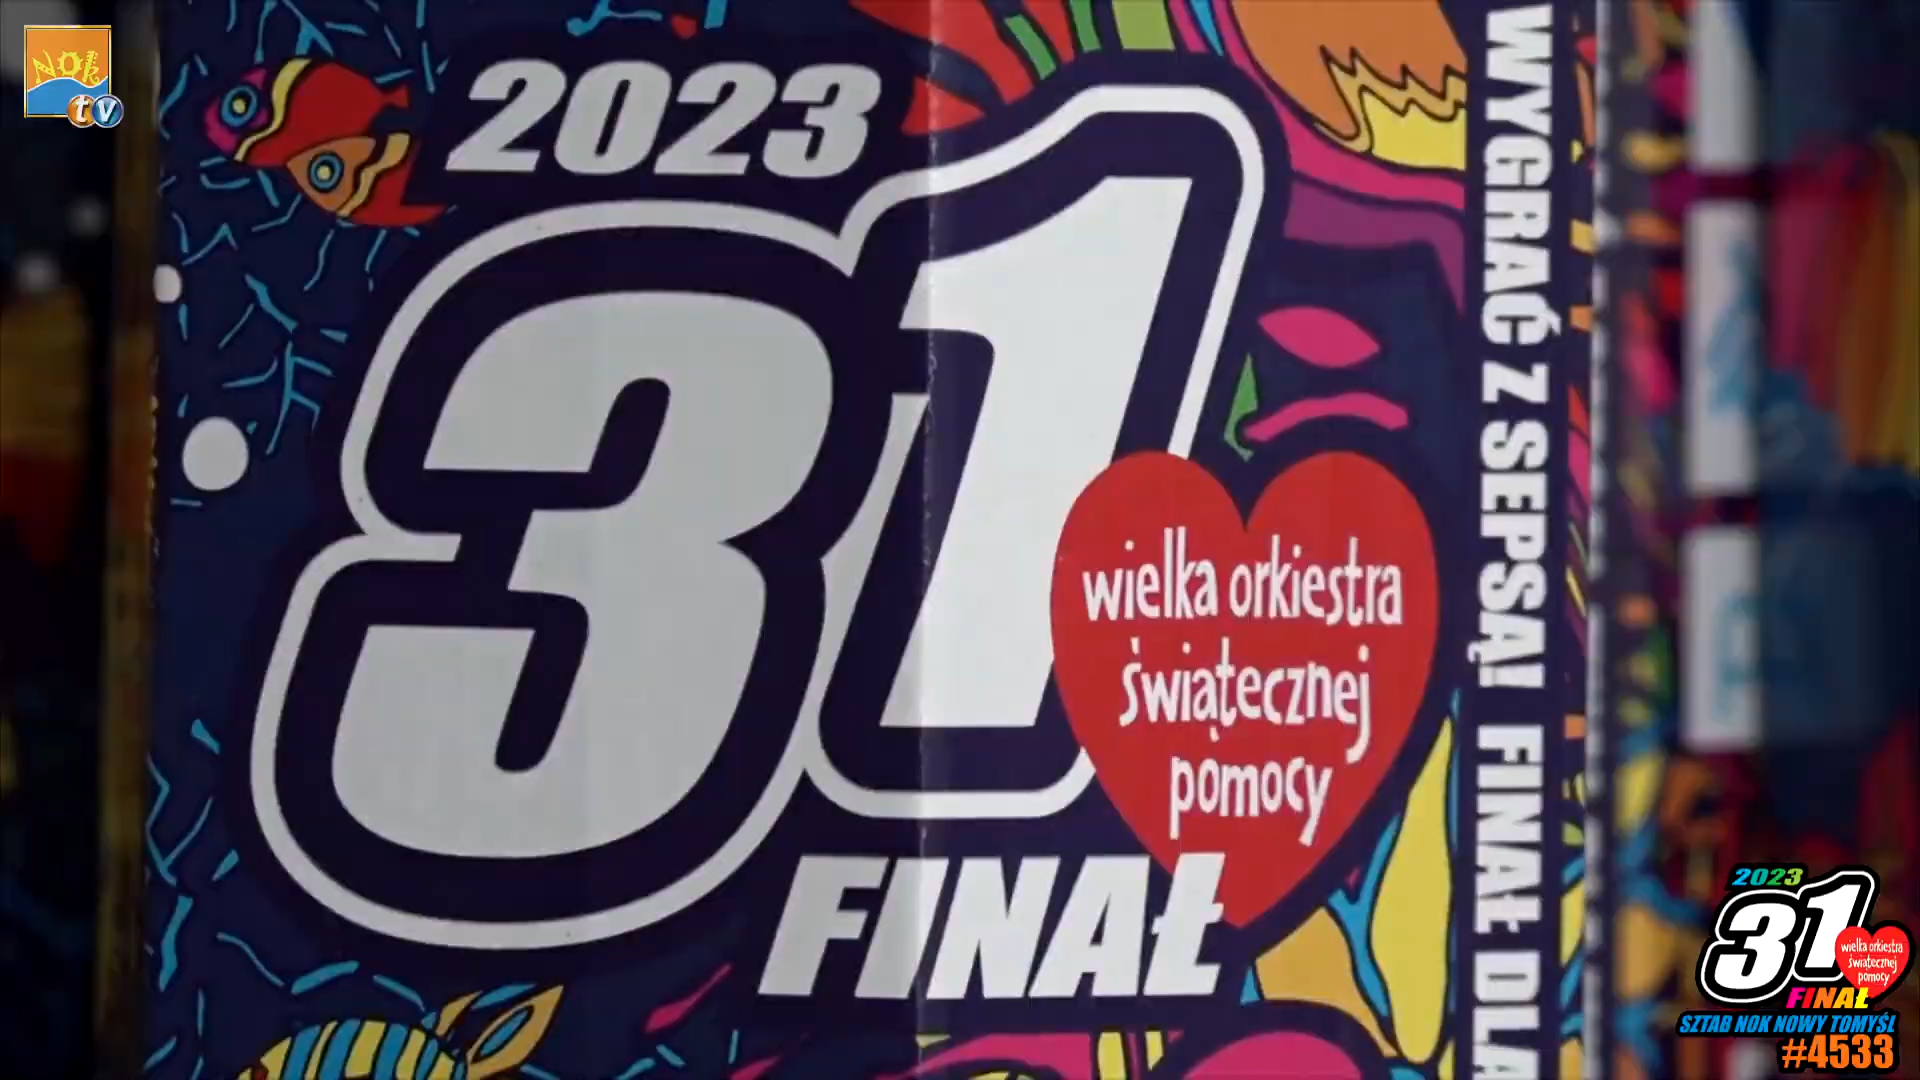 NOK
tv
2023
31
wielka orkiestra
świątecznej
pomocy
FINAŁ
WYGRAĆ Z SEPSĄ! FINAŁ DLA
2023
31
wielka orkiestra
świątecznej
pomocy
FINAŁ
SZTAB NOK NOWY TOMYŚL
#4533